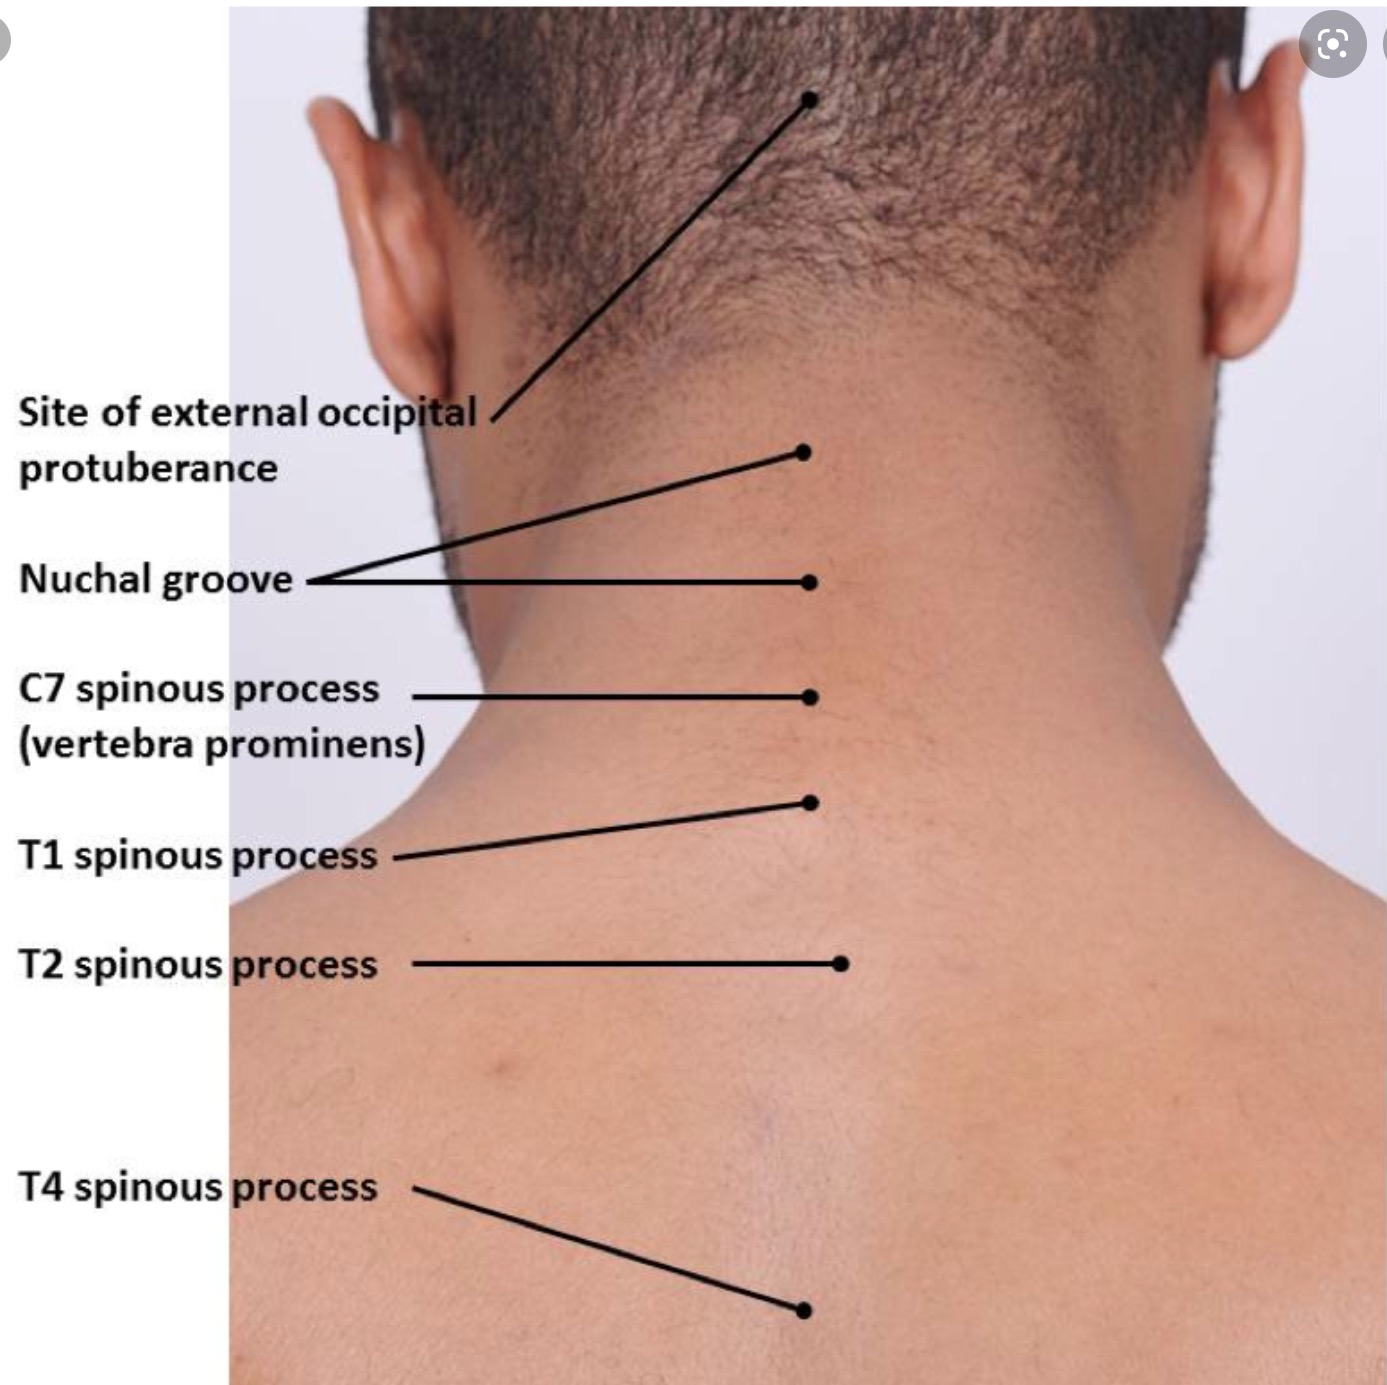 Site of external occipital
protuberance
Nuchal groove
C7 spinous process
(vertebra prominens)
T1 spinous process
T2 spinous process
T4 spinous process